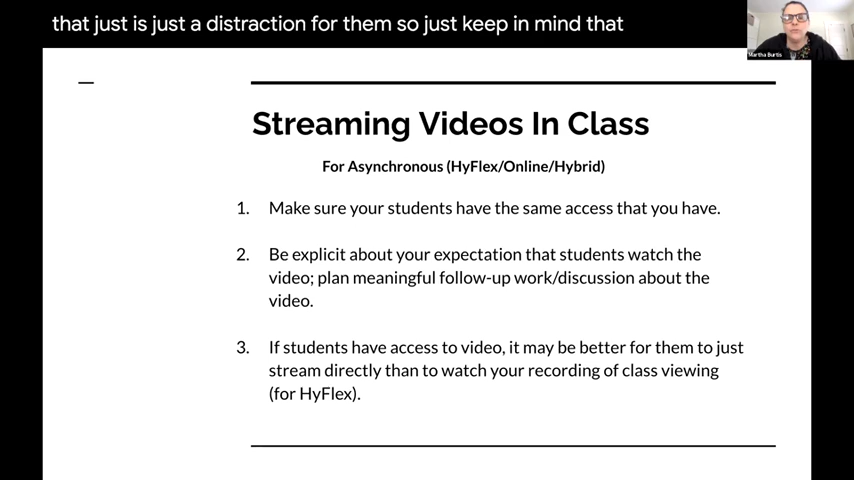 that just is just a distraction for them so just keep in mind that
Martha Burtis
Streaming Videos In Class
For Asynchronous (HyFlex/Online/Hybrid)
1. Make sure your students have the same access that you have.
2. Be explicit about your expectation that students watch the
video; plan meaningful follow-up work/discussion about the
video.
3. If students have access to video, it may be better for them to just
stream directly than to watch your recording of class viewing
(for HyFlex).